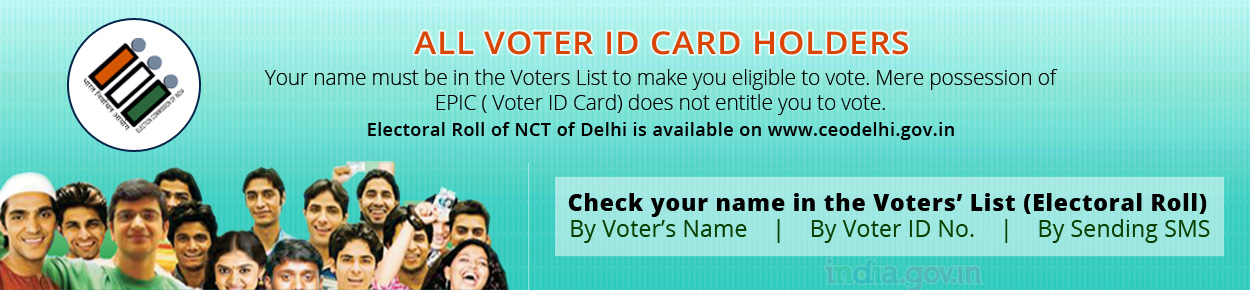 ALL VOTER ID CARD HOLDERS
Your name must be in the Voters List to make you eligible to vote. Mere possession of
EPIC ( Voter ID Card) does not entitle you to vote.
Electoral Roll of NCT of Delhi is available on www.ceodelhi.gov.in
Check your name in the Voters’ List (Electoral Roll)
By Voter’s Name | By Voter ID No. | By Sending SMS
india.gov.in